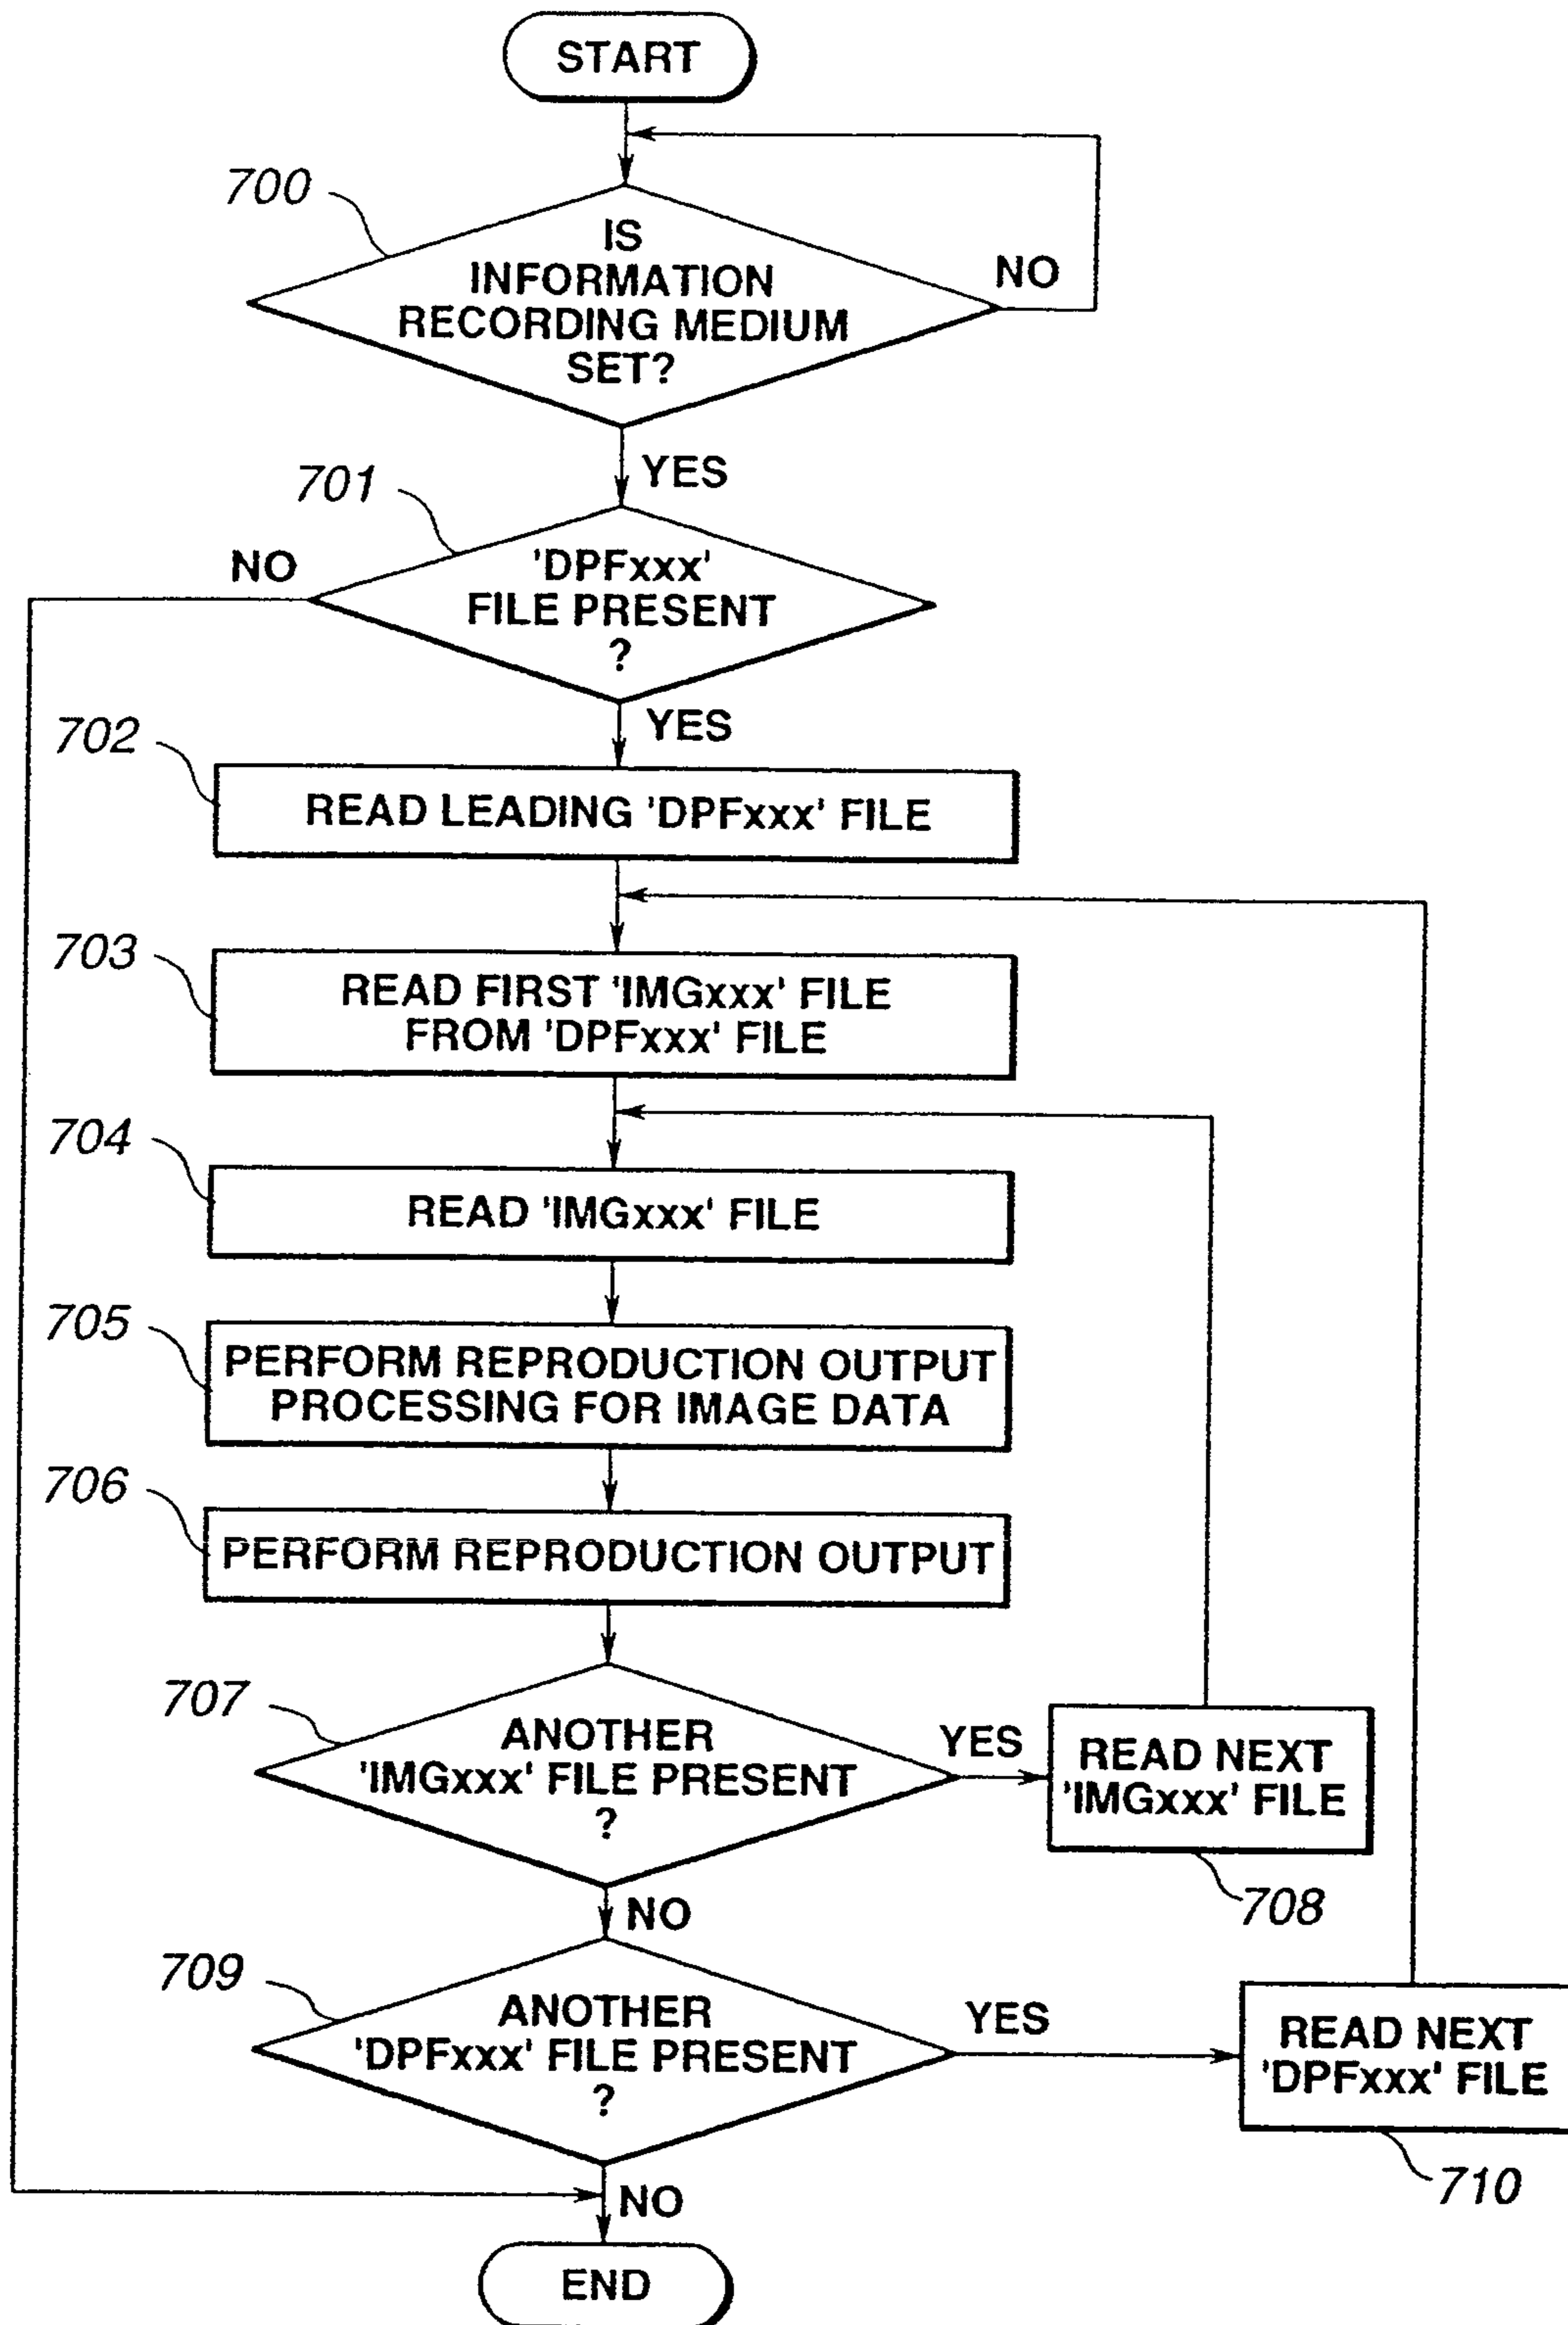 START
700
IS
INFORMATION
RECORDING MEDIUM
SET?
NO
YES
701
NO
'DPFxxx'
FILE PRESENT
?
YES
702
READ LEADING 'DPFxxx' FILE
703
READ FIRST 'IMGxxx' FILE
FROM 'DPFxxx' FILE
704
READ 'IMGxxx' FILE
705
PERFORM REPRODUCTION OUTPUT
PROCESSING FOR IMAGE DATA
706
PERFORM REPRODUCTION OUTPUT
707
ANOTHER
'IMGxxx' FILE PRESENT
?
YES
READ NEXT
'IMGxxx' FILE
708
NO
709
ANOTHER
'DPFxxx' FILE PRESENT
?
YES
READ NEXT
'DPFxxx' FILE
710
NO
END